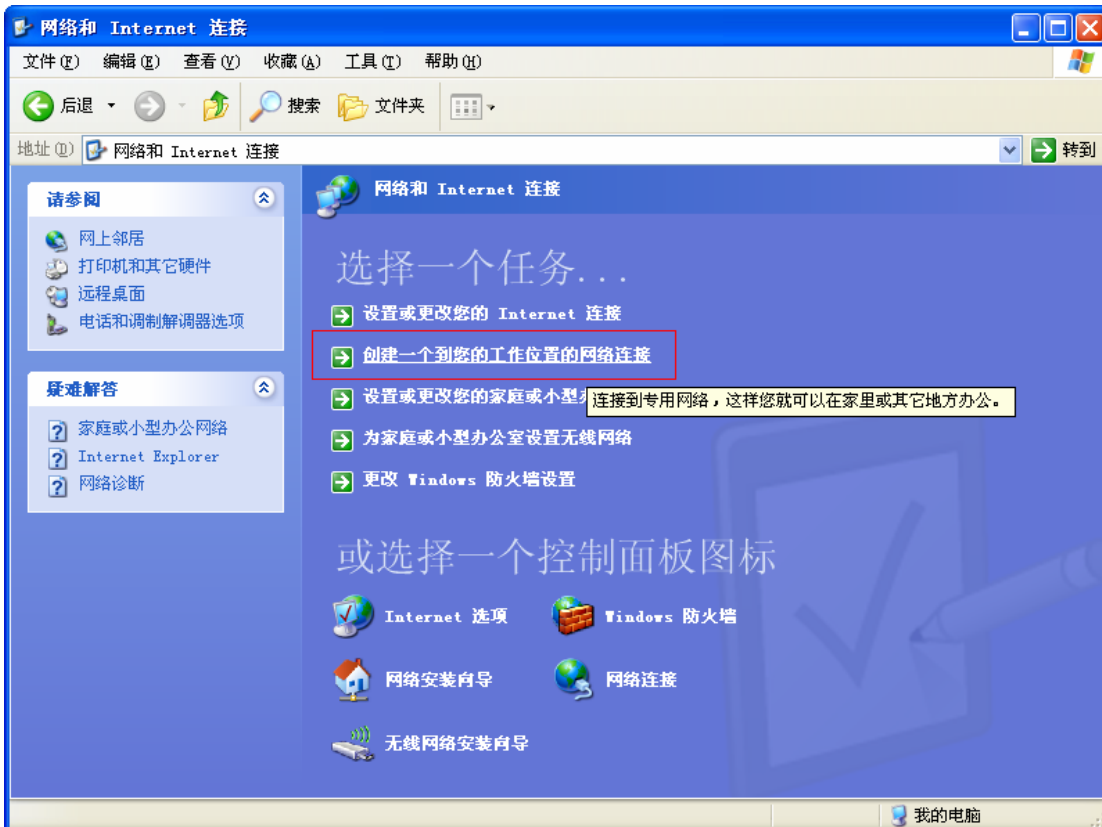 网络和 Internet 连接
文件(F) 编辑(E) 查看(V) 收藏(A) 工具(T) 帮助(H)
后退 搜索 文件夹
地址(D) 网络和 Internet 连接 转到
请参阅
网上邻居
打印机和其它硬件
远程桌面
电话和调制解调器选项
疑难解答
家庭或小型办公网络
Internet Explorer
网络诊断
网络和 Internet 连接
选择一个任务...
设置或更改您的 Internet 连接
创建一个到您的工作位置的网络连接
设置或更改您的家庭或小型
连接到专用网络，这样您就可以在家里或其它地方办公。
为家庭或小型办公室设置无线网络
更改 Windows 防火墙设置
或选择一个控制面板图标
Internet 选项 Windows 防火墙
网络安装向导 网络连接
无线网络安装向导
我的电脑